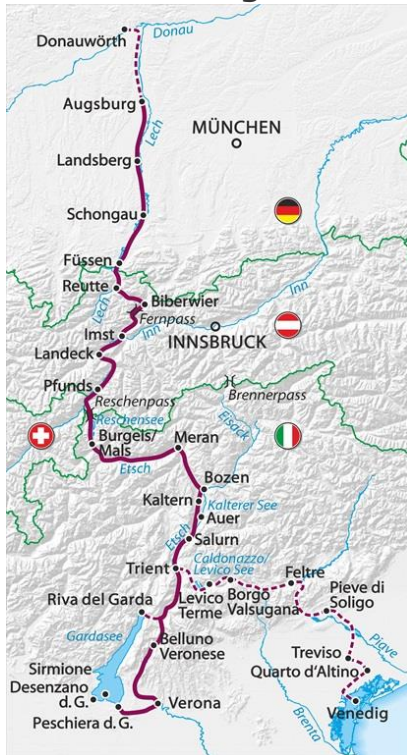 Donauwörth
Donau
Augsburg
Lech
MÜNCHEN
Landsberg
Schongau
Füssen
Reutte
Lech
Biberwier
Fernpass
Inn
Imst
Inn
INNSBRUCK
Landeck
Pfunds
Reschenpass
Brennerpass
Reschensee
Eisack
Burgeis/
Mals
Meran
Etsch
Bozen
Kaltern
Kalterer See
Auer
Etsch
Salurn
Caldonazzo/
Levico See
Trient
Feltre
Levico
Terme
Borgo
Valsugana
Pieve di
Soligo
Riva del Garda
Gardasee
Belluno
Veronese
Piave
Treviso
Quarto d'Altino
Sirmione
Desenzano
d. G.
Peschiera d. G.
Verona
Brenta
Venedig